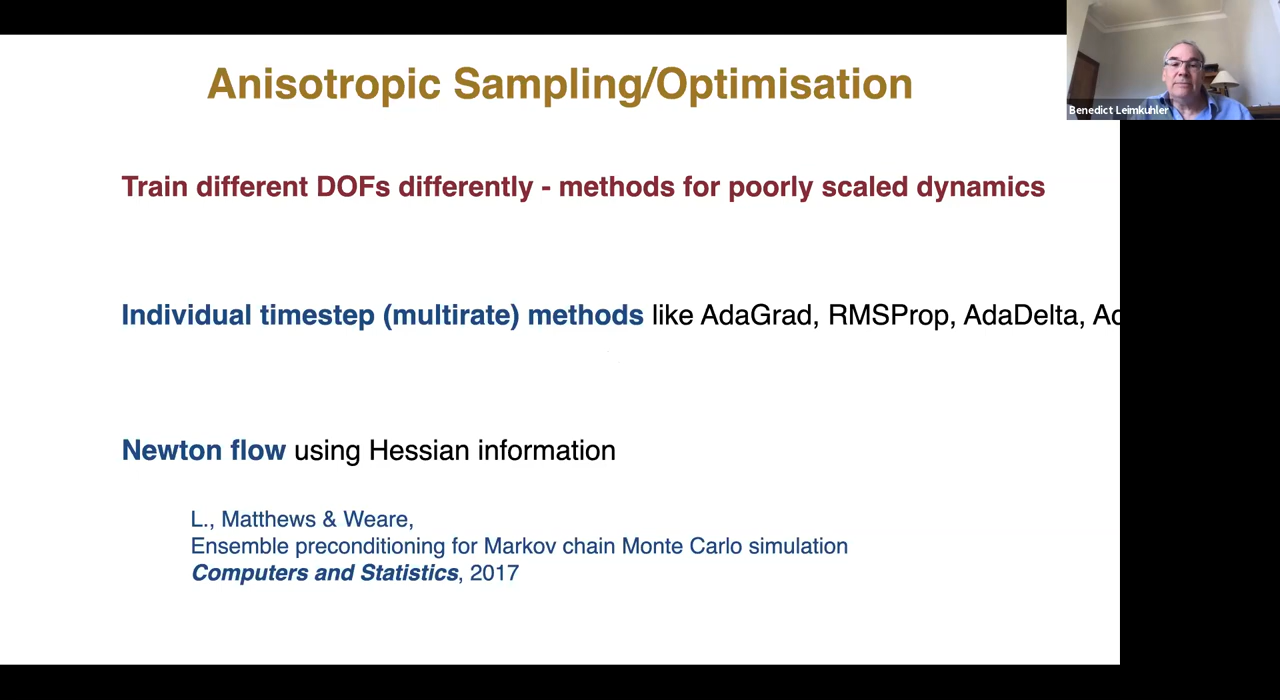 Anisotropic Sampling/Optimisation
Benedict Leimkuhler
Train different DOFs differently - methods for poorly scaled dynamics
Individual timestep (multirate) methods like AdaGrad, RMSProp, AdaDelta,
Newton flow using Hessian information
L., Matthews & Weare,
Ensemble preconditioning for Markov chain Monte Carlo simulation
Computers and Statistics, 2017